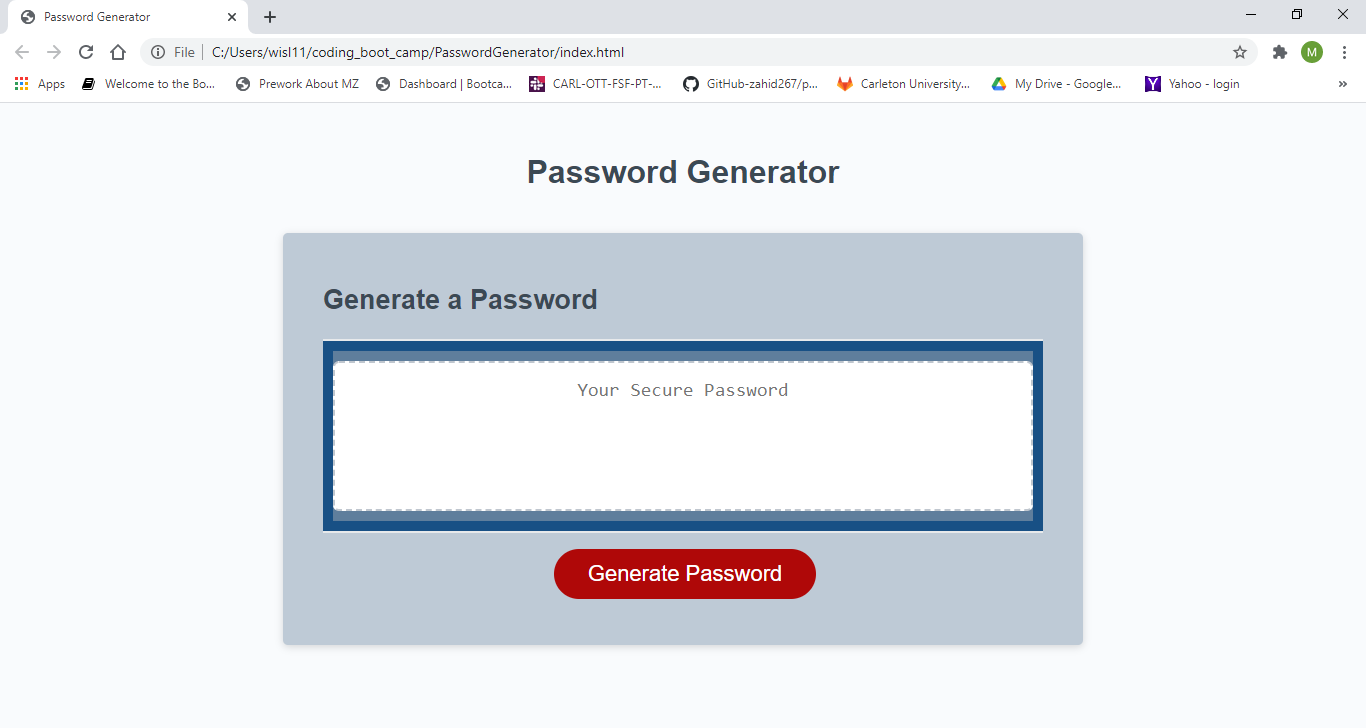 Password Generator
File C:/Users/wisl11/coding_boot_camp/PasswordGenerator/index.html
M
Apps Welcome to the Bo... Prework About MZ Dashboard | Bootca... CARL-OTT-FSF-PT-... GitHub-zahid267/p... Carleton University... My Drive - Google... Yahoo - login »
Password Generator
Generate a Password
Your Secure Password
Generate Password